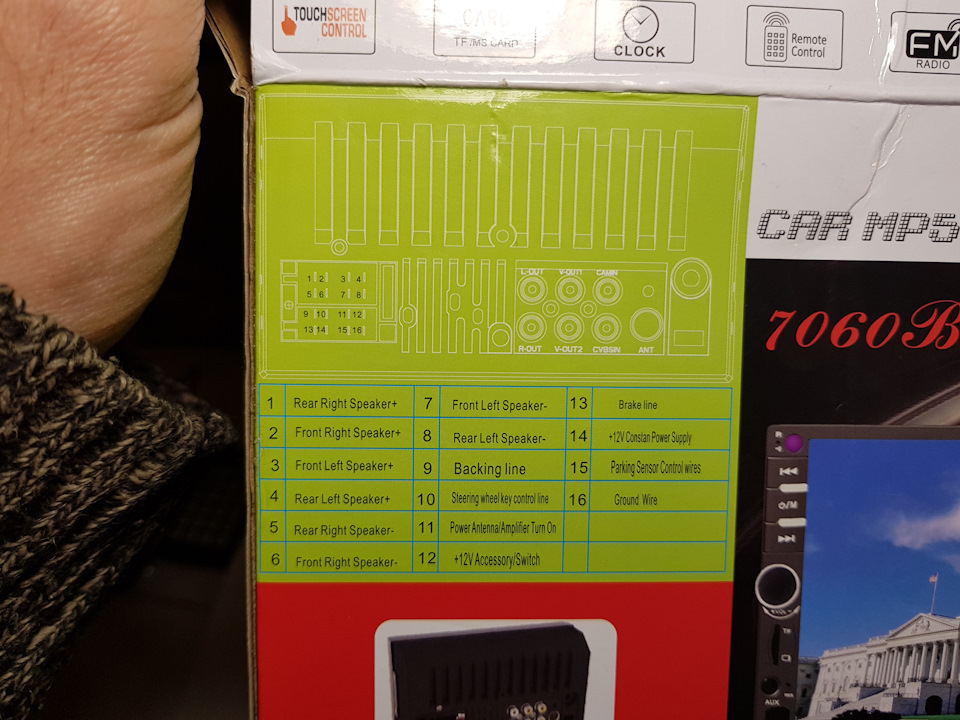 TOUCHSCREEN
CONTROL
CARD
TF/MS CARD
CLOCK
Remote
Control
FM
RADIO
1 2 3 4
5 6 7 8
9 10 11 12
13 14 15 16
L-OUT V-OUT1 CAMIN
R-OUT V-OUT2 CVBSIN ANT
CAR MP5
7060B
1 Rear Right Speaker+ 7 Front Left Speaker- 13 Brake line
2 Front Right Speaker+ 8 Rear Left Speaker- 14 +12V Constan Power Supply
3 Front Left Speaker+ 9 Backing line 15 Parking Sensor Control wires
4 Rear Left Speaker+ 10 Steering wheel key control line 16 Ground Wire
5 Rear Right Speaker- 11 Power Antenna/Amplifier Turn On
6 Front Right Speaker- 12 +12V Accessory/Switch
R
/M
TF
AUX